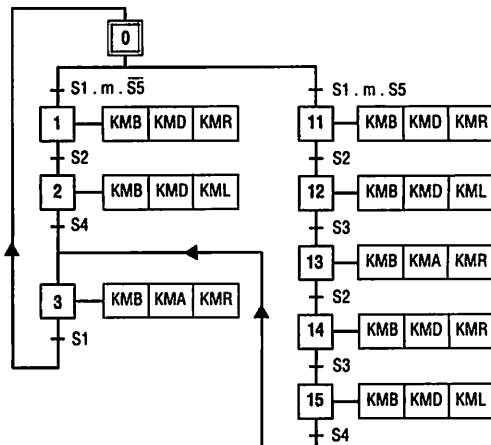 0
S1 . m . S̅5̅
S1 . m . S5
1 KMB KMD KMR
11 KMB KMD KMR
S2
S2
2 KMB KMD KML
12 KMB KMD KML
S4
S3
13 KMB KMA KMR
3 KMB KMA KMR
S2
S1
14 KMB KMD KMR
S3
15 KMB KMD KML
S4